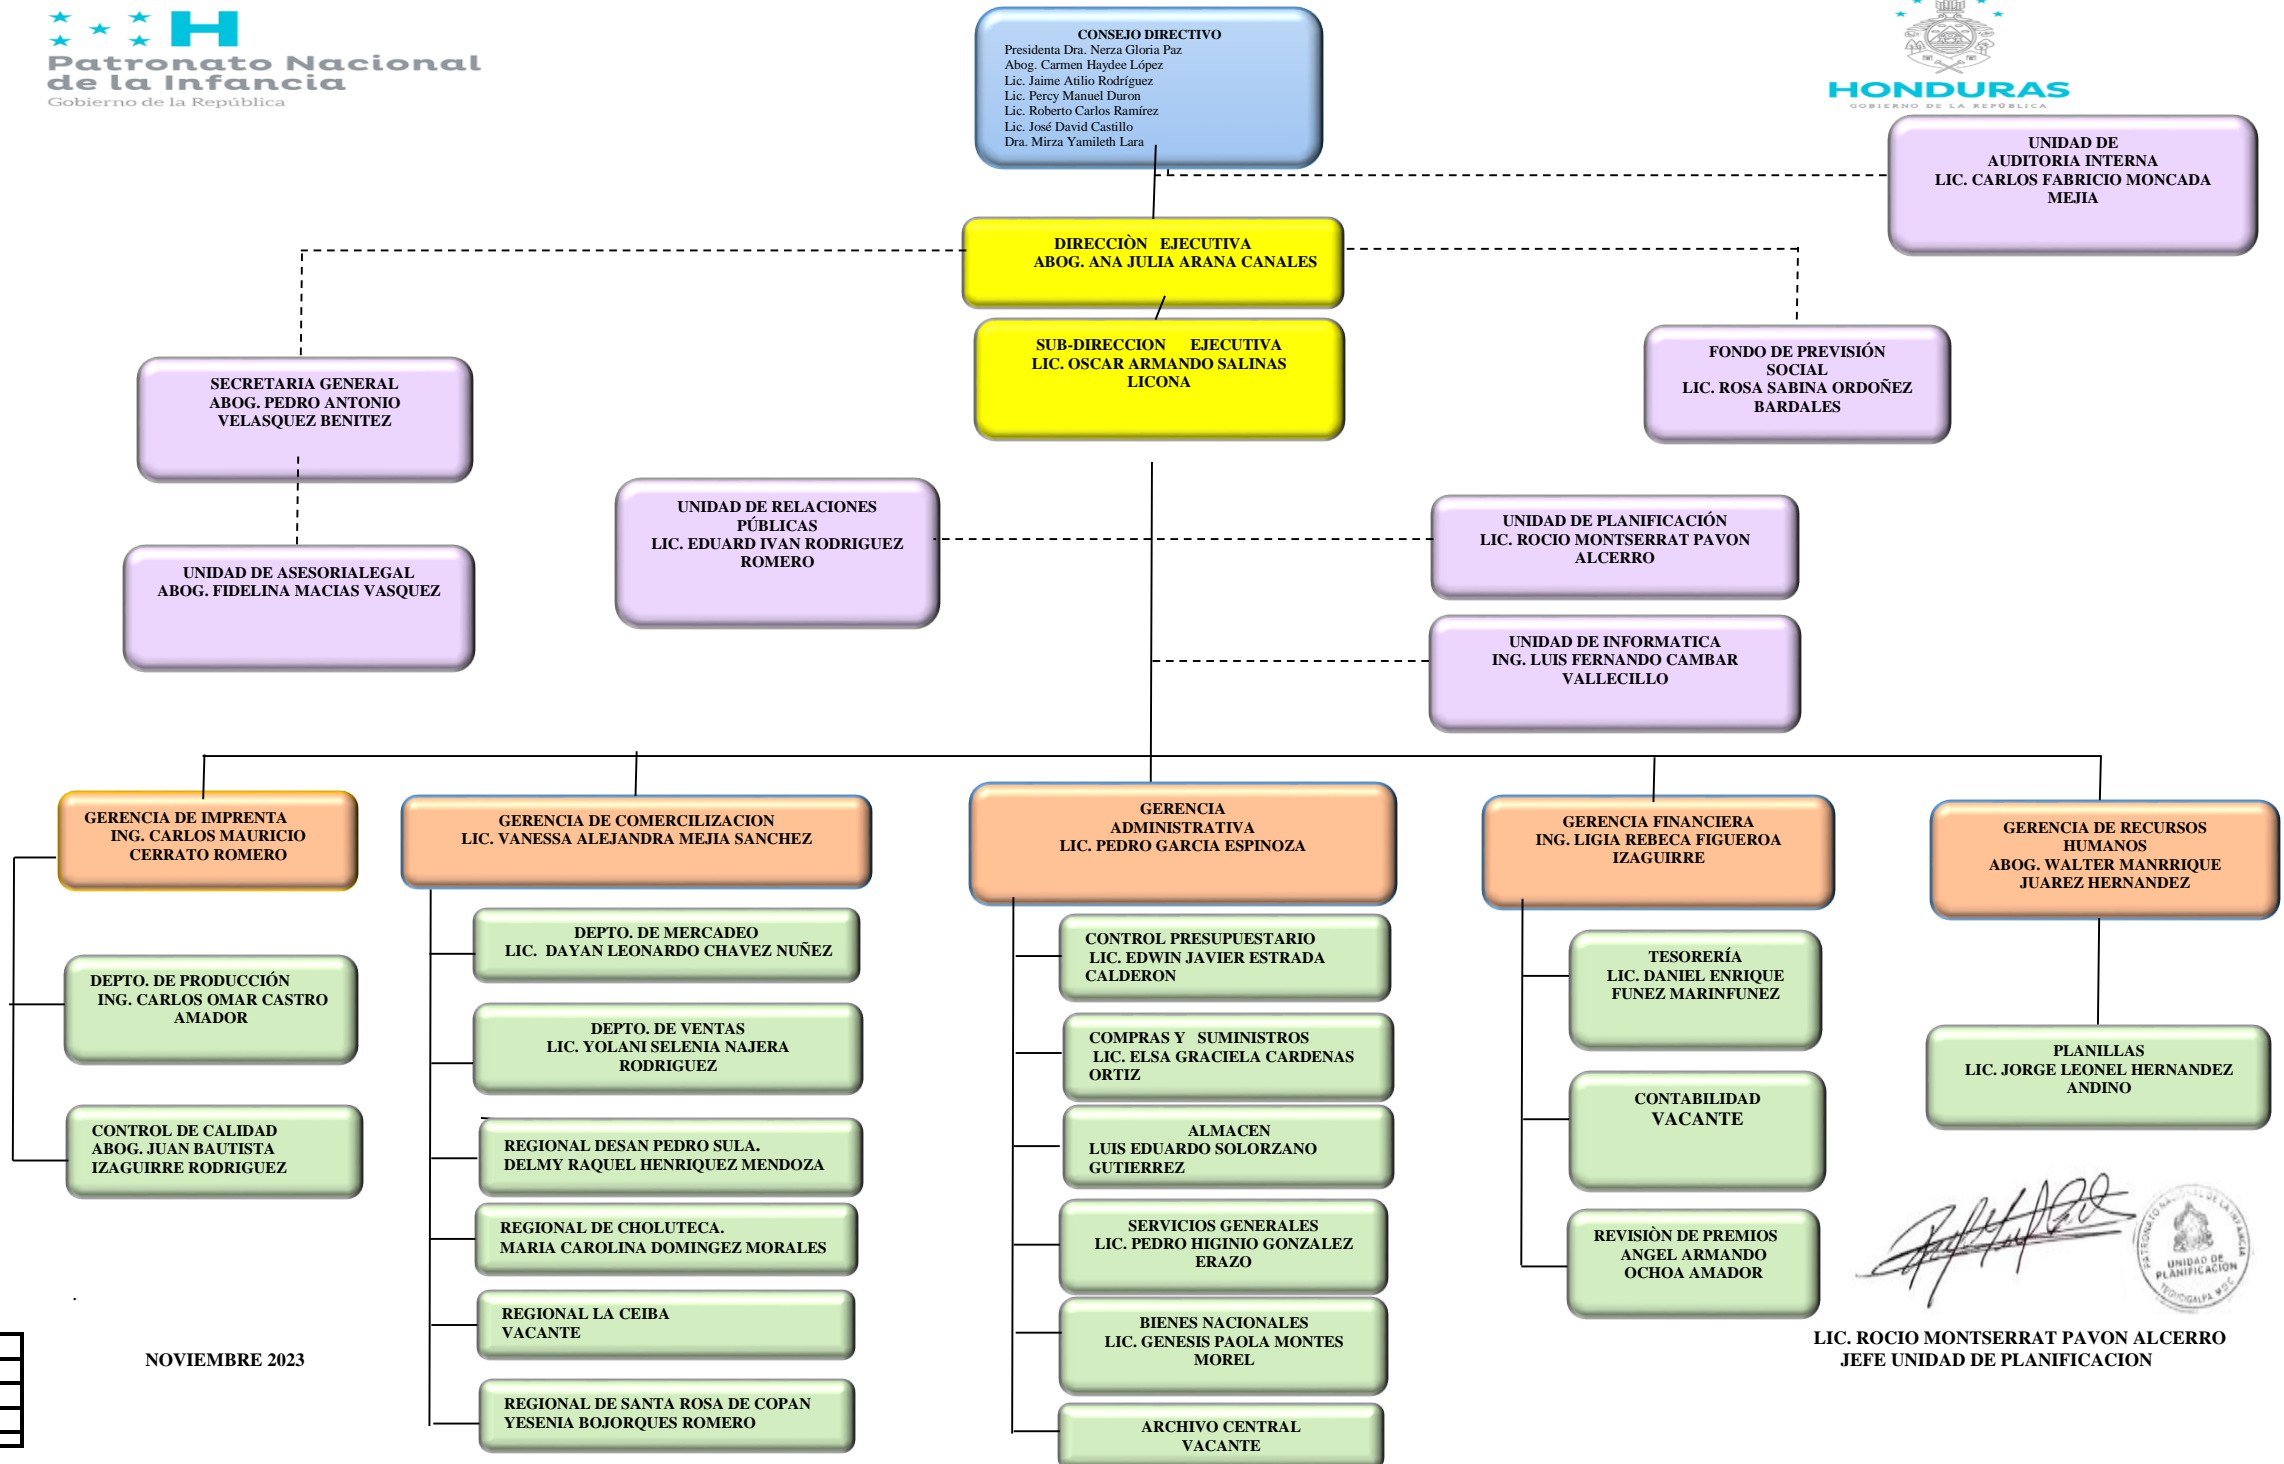 Patronato Nacional
de la Infancia
Gobierno de la República
HONDURAS
GOBIERNO DE LA REPÚBLICA
CONSEJO DIRECTIVO
Presidenta Dra. Nerza Gloria Paz
Abog. Carmen Haydee López
Lic. Jaime Atilio Rodríguez
Lic. Percy Manuel Duron
Lic. Roberto Carlos Ramírez
Lic. José David Castillo
Dra. Mirza Yamileth Lara
UNIDAD DE
AUDITORIA INTERNA
LIC. CARLOS FABRICIO MONCADA
MEJIA
DIRECCIÒN EJECUTIVA
ABOG. ANA JULIA ARANA CANALES
SUB-DIRECCION EJECUTIVA
LIC. OSCAR ARMANDO SALINAS
LICONA
FONDO DE PREVISIÓN
SOCIAL
LIC. ROSA SABINA ORDOÑEZ
BARDALES
SECRETARIA GENERAL
ABOG. PEDRO ANTONIO
VELASQUEZ BENITEZ
UNIDAD DE ASESORIALEGAL
ABOG. FIDELINA MACIAS VASQUEZ
UNIDAD DE RELACIONES
PÚBLICAS
LIC. EDUARD IVAN RODRIGUEZ
ROMERO
UNIDAD DE PLANIFICACIÓN
LIC. ROCIO MONTSERRAT PAVON
ALCERRO
UNIDAD DE INFORMATICA
ING. LUIS FERNANDO CAMBAR
VALLECILLO
GERENCIA DE IMPRENTA
ING. CARLOS MAURICIO
CERRATO ROMERO
DEPTO. DE PRODUCCIÓN
ING. CARLOS OMAR CASTRO
AMADOR
CONTROL DE CALIDAD
ABOG. JUAN BAUTISTA
IZAGUIRRE RODRIGUEZ
GERENCIA DE COMERCILIZACION
LIC. VANESSA ALEJANDRA MEJIA SANCHEZ
DEPTO. DE MERCADEO
LIC. DAYAN LEONARDO CHAVEZ NUÑEZ
DEPTO. DE VENTAS
LIC. YOLANI SELENIA NAJERA
RODRIGUEZ
REGIONAL DESAN PEDRO SULA.
DELMY RAQUEL HENRIQUEZ MENDOZA
REGIONAL DE CHOLUTECA.
MARIA CAROLINA DOMINGEZ MORALES
REGIONAL LA CEIBA
VACANTE
REGIONAL DE SANTA ROSA DE COPAN
YESENIA BOJORQUES ROMERO
GERENCIA
ADMINISTRATIVA
LIC. PEDRO GARCIA ESPINOZA
CONTROL PRESUPUESTARIO
LIC. EDWIN JAVIER ESTRADA
CALDERON
COMPRAS Y SUMINISTROS
LIC. ELSA GRACIELA CARDENAS
ORTIZ
ALMACEN
LUIS EDUARDO SOLORZANO
GUTIERREZ
SERVICIOS GENERALES
LIC. PEDRO HIGINIO GONZALEZ
ERAZO
BIENES NACIONALES
LIC. GENESIS PAOLA MONTES
MOREL
ARCHIVO CENTRAL
VACANTE
GERENCIA FINANCIERA
ING. LIGIA REBECA FIGUEROA
IZAGUIRRE
TESORERÍA
LIC. DANIEL ENRIQUE
FUNEZ MARINFUNEZ
CONTABILIDAD
VACANTE
REVISIÒN DE PREMIOS
ANGEL ARMANDO
OCHOA AMADOR
GERENCIA DE RECURSOS
HUMANOS
ABOG. WALTER MANRRIQUE
JUAREZ HERNANDEZ
PLANILLAS
LIC. JORGE LEONEL HERNANDEZ
ANDINO
PATRONATO NACIONAL DE LA INFANCIA
UNIDAD DE
PLANIFICACION
TEGUCIGALPA M.D.C.
LIC. ROCIO MONTSERRAT PAVON ALCERRO
JEFE UNIDAD DE PLANIFICACION
.
NOVIEMBRE 2023